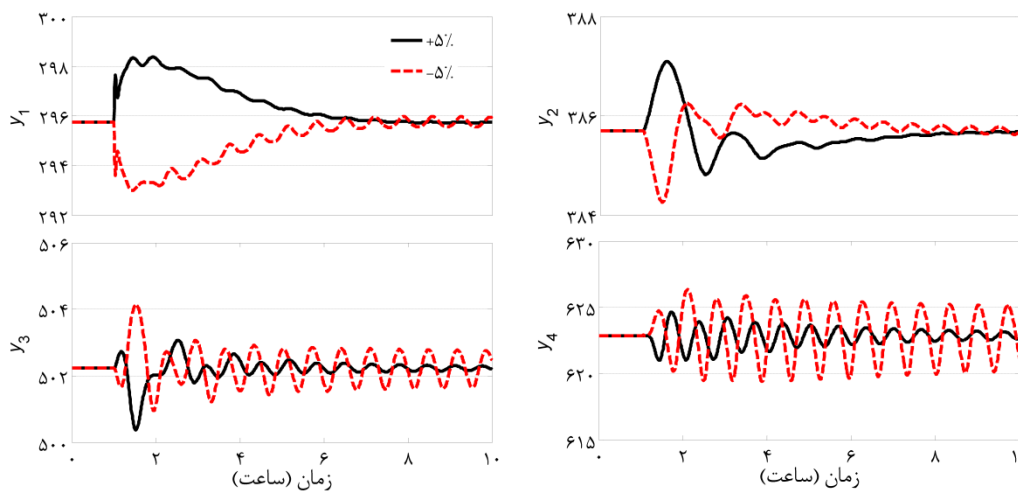 ۳۰۰
۲۹۸
۲۹۶
۲۹۴
۲۹۲
y1
+۵٪
-۵٪
۳۸۸
۳۸۶
۳۸۴
y2
۵۰۶
۵۰۴
۵۰۲
۵۰۰
y3
۰ ۲ ۴ ۶ ۸ ۱۰
زمان (ساعت)
۶۳۰
۶۲۵
۶۲۰
۶۱۵
y4
۰ ۲ ۴ ۶ ۸ ۱۰
زمان (ساعت)